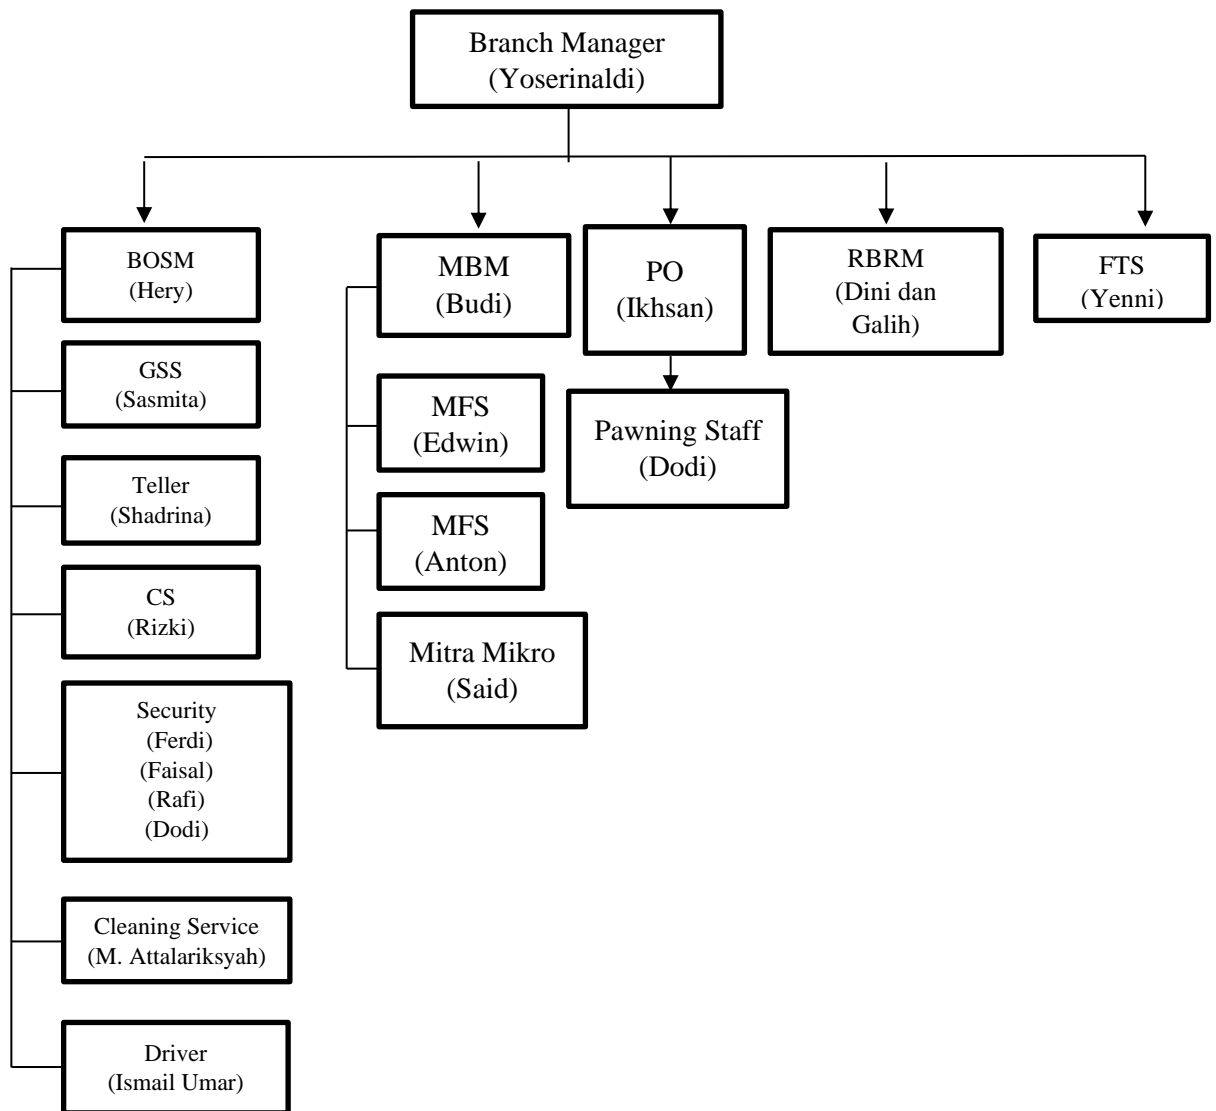 Branch Manager
(Yoserinaldi)
BOSM
(Hery)
MBM
(Budi)
PO
(Ikhsan)
RBRM
(Dini dan
Galih)
FTS
(Yenni)
GSS
(Sasmita)
MFS
(Edwin)
Pawning Staff
(Dodi)
Teller
(Shadrina)
MFS
(Anton)
CS
(Rizki)
Mitra Mikro
(Said)
Security
(Ferdi)
(Faisal)
(Rafi)
(Dodi)
Cleaning Service
(M. Attalariksyah)
Driver
(Ismail Umar)